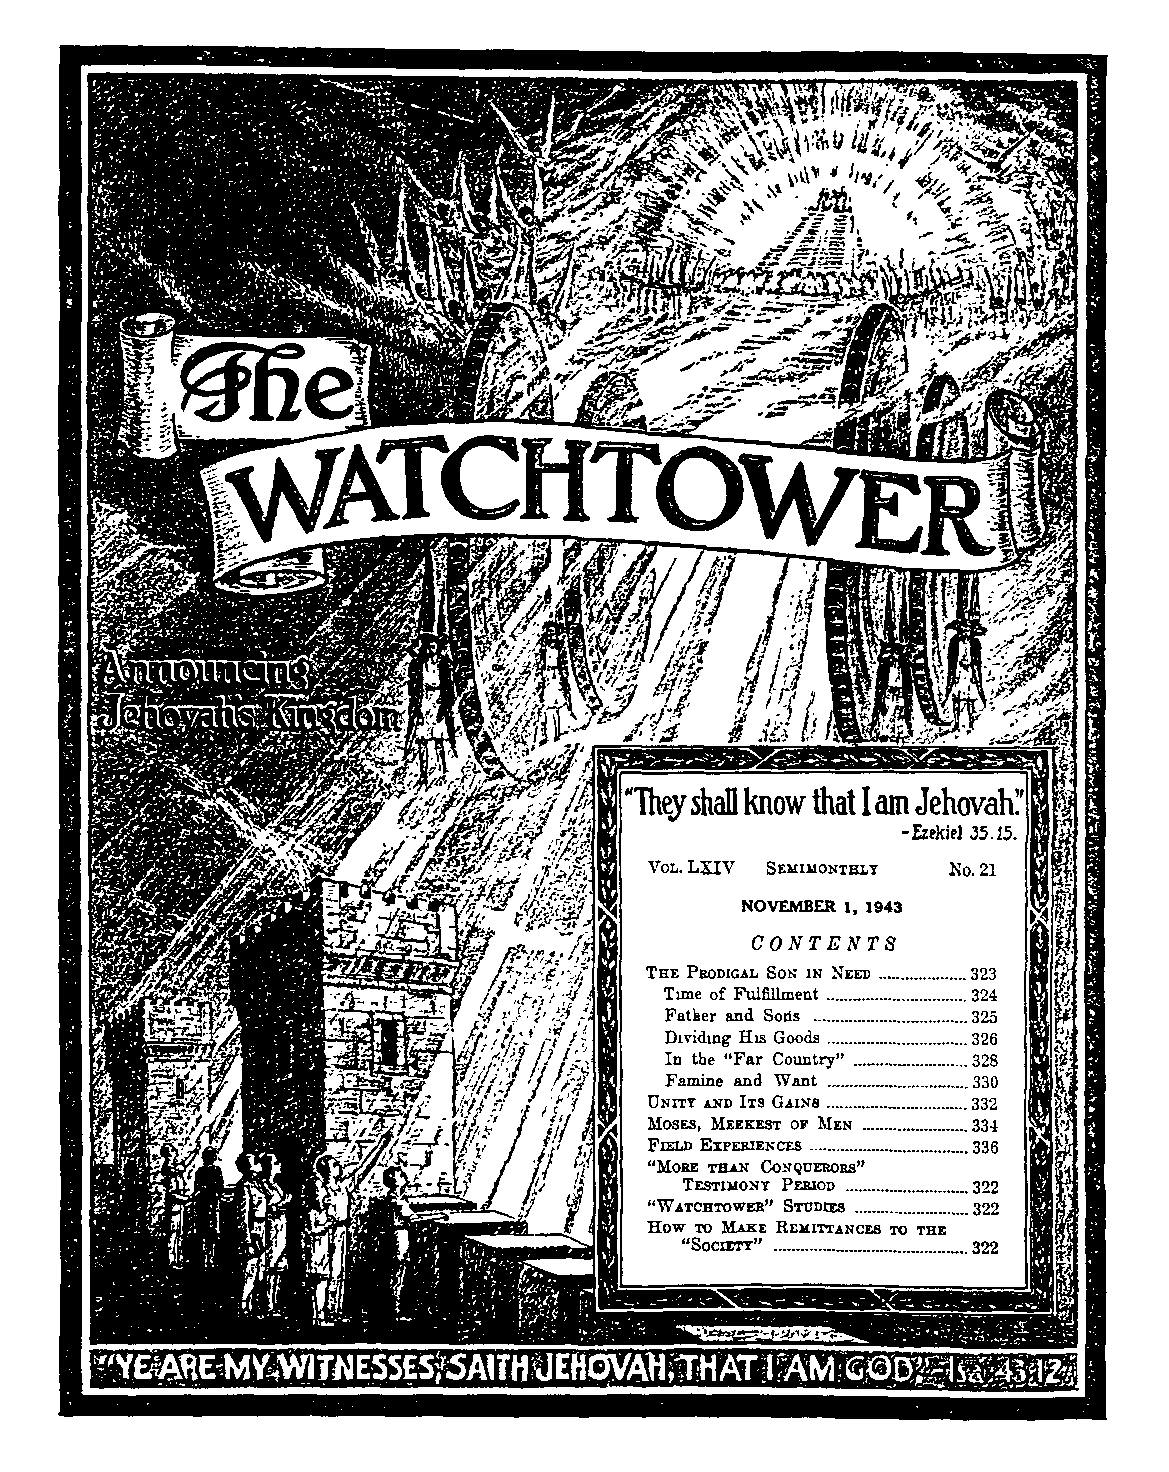 The
WATCHTOWER
Announcing
Jehovah's Kingdom
"They shall know that I am Jehovah."
-Ezekiel 35.15.
VOL. LXIV SEMIMONTHLY No. 21
NOVEMBER 1, 1943
CONTENTS
THE PRODIGAL SON IN NEED .................. 323
Time of Fulfillment .............................. 324
Father and Sons ................................. 325
Dividing His Goods .............................. 326
In the "Far Country" ......................... 328
Famine and Want .............................. 330
UNITY AND ITS GAINS .............................. 332
MOSES, MEEKEST OF MEN ...................... 334
FIELD EXPERIENCES .................................. 336
"MORE THAN CONQUERORS"
TESTIMONY PERIOD .......................... 322
"WATCHTOWER" STUDIES ........................ 322
HOW TO MAKE REMITTANCES TO THE
"SOCIETY" .......................................... 322
"YE ARE MY WITNESSES, SAITH JEHOVAH, THAT I AM GOD."-Isa. 43:12.